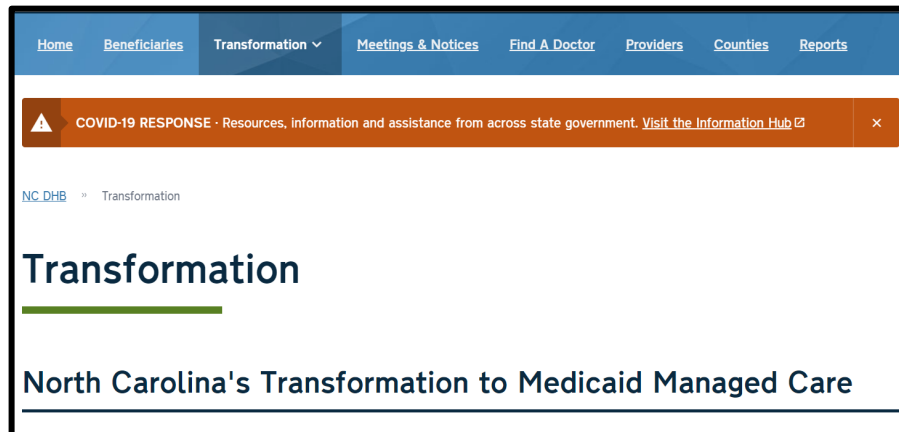 Home Beneficiaries Transformation Meetings & Notices Find A Doctor Providers Counties Reports
COVID-19 RESPONSE · Resources, information and assistance from across state government. Visit the Information Hub
NC DHB » Transformation
Transformation
North Carolina's Transformation to Medicaid Managed Care